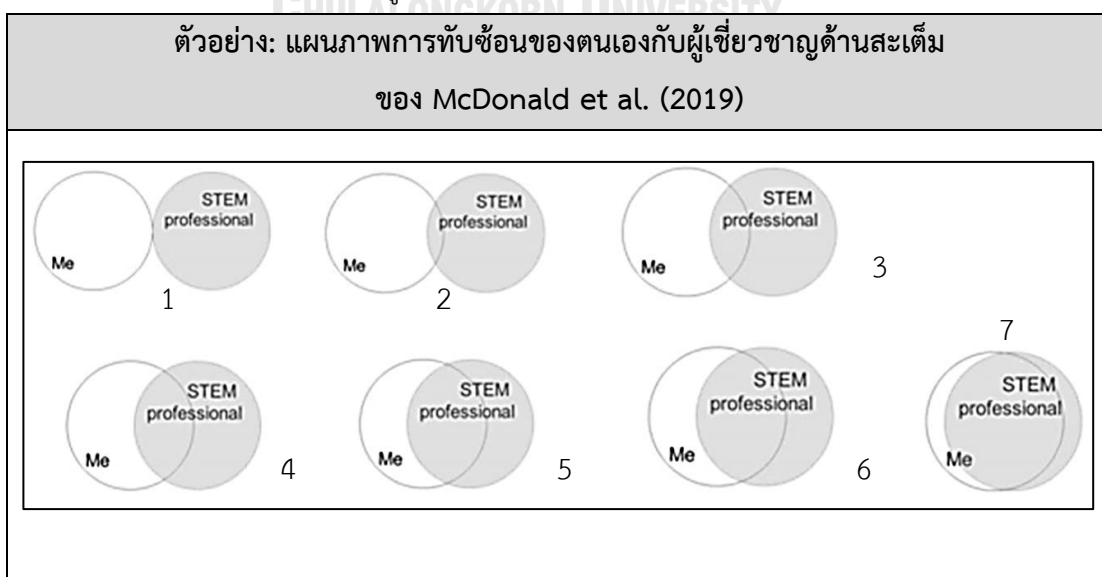 CHULALONGKORN UNIVERSITY
ตัวอย่าง: แผนภาพการทับซ้อนของตนเองกับผู้เชี่ยวชาญด้านสะเต็ม
ของ McDonald et al. (2019)
STEM
professional
Me
1
STEM
professional
Me
2
STEM
professional
Me
3
STEM
professional
Me
4
STEM
professional
Me
5
STEM
professional
Me
6
7
STEM
professional
Me